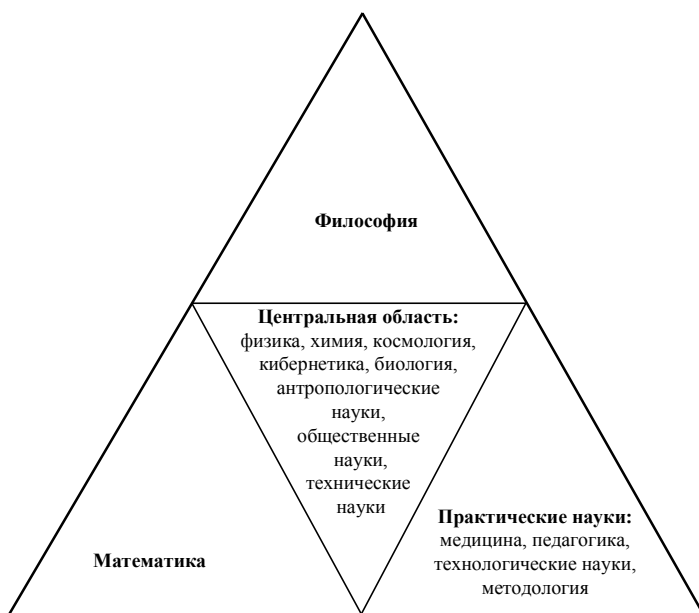 Философия
Центральная область:
физика, химия, космология,
кибернетика, биология,
антропологические
науки,
общественные
науки,
технические
науки
Практические науки:
медицина, педагогика,
технологические науки,
методология
Математика